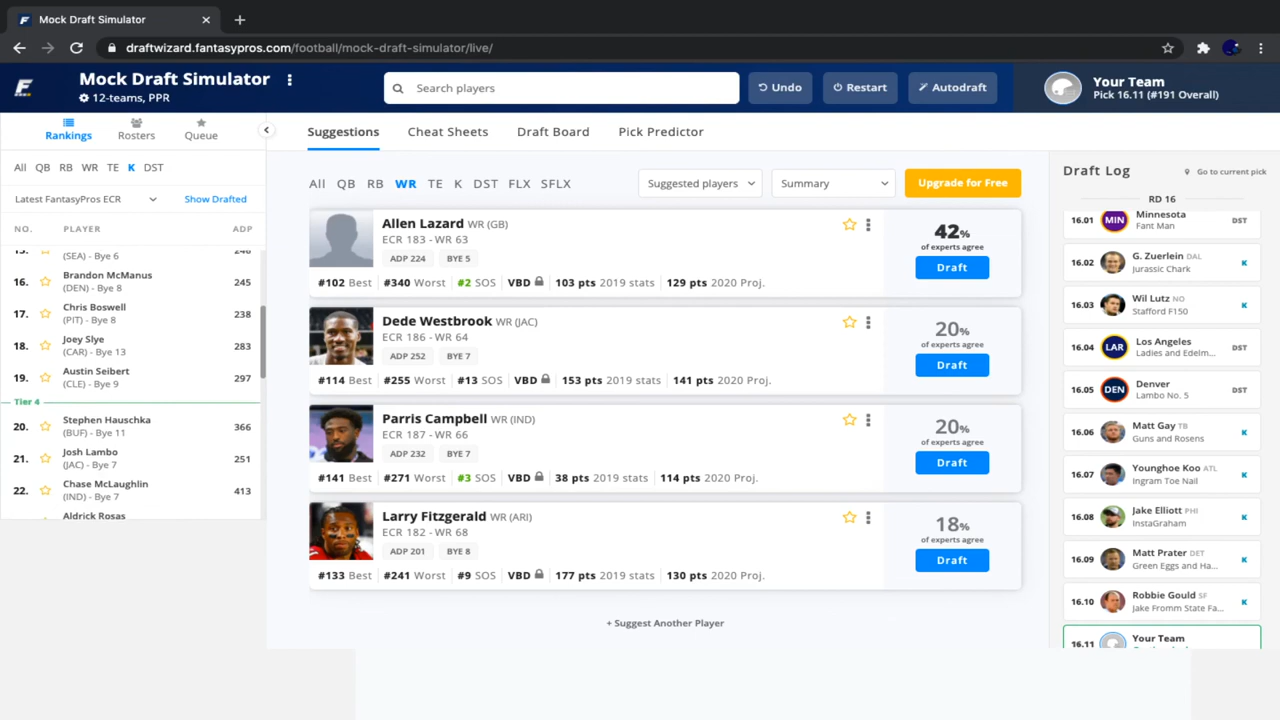 Mock Draft Simulator
draftwizard.fantasypros.com/football/mock-draft-simulator/live/
Mock Draft Simulator
12-teams, PPR
Search players
Undo
Restart
Autodraft
Your Team
Pick 16.11 (#191 Overall)
Rankings
Rosters
Queue
All QB RB WR TE K DST
Latest FantasyPros ECR
Show Drafted
NO. PLAYER ADP
(SEA) - Bye 6
16. Brandon McManus 245
(DEN) - Bye 8
17. Chris Boswell 238
(PIT) - Bye 8
18. Joey Slye 283
(CAR) - Bye 13
19. Austin Seibert 297
(CLE) - Bye 9
Tier 4
20. Stephen Hauschka 366
(BUF) - Bye 11
21. Josh Lambo 251
(JAC) - Bye 7
22. Chase McLaughlin 413
(IND) - Bye 7
Aldrick Rosas
Suggestions Cheat Sheets Draft Board Pick Predictor
All QB RB WR TE K DST FLX SFLX
Suggested players
Summary
Upgrade for Free
Allen Lazard WR (GB)
ECR 183 - WR 63
ADP 224 BYE 5
#102 Best #340 Worst #2 SOS VBD 103 pts 2019 stats 129 pts 2020 Proj.
42%
of experts agree
Draft
Dede Westbrook WR (JAC)
ECR 186 - WR 64
ADP 252 BYE 7
#114 Best #255 Worst #13 SOS VBD 153 pts 2019 stats 141 pts 2020 Proj.
20%
of experts agree
Draft
Parris Campbell WR (IND)
ECR 187 - WR 66
ADP 232 BYE 7
#141 Best #271 Worst #3 SOS VBD 38 pts 2019 stats 114 pts 2020 Proj.
20%
of experts agree
Draft
Larry Fitzgerald WR (ARI)
ECR 182 - WR 68
ADP 201 BYE 8
#133 Best #241 Worst #9 SOS VBD 177 pts 2019 stats 130 pts 2020 Proj.
18%
of experts agree
Draft
+ Suggest Another Player
Draft Log
Go to current pick
RD 16
16.01 MIN Minnesota DST
Fant Man
16.02 G. Zuerlein DAL K
Jurassic Chark
16.03 Wil Lutz NO K
Stafford F150
16.04 LAR Los Angeles DST
Ladies and Edelm...
16.05 DEN Denver DST
Lambo No. 5
16.06 Matt Gay TB K
Guns and Rosens
16.07 Younghoe Koo ATL K
Ingram Toe Nail
16.08 Jake Elliott PHI K
InstaGraham
16.09 Matt Prater DET K
Green Eggs and Ha...
16.10 Robbie Gould SF K
Jake Fromm State Fa...
16.11 Your Team